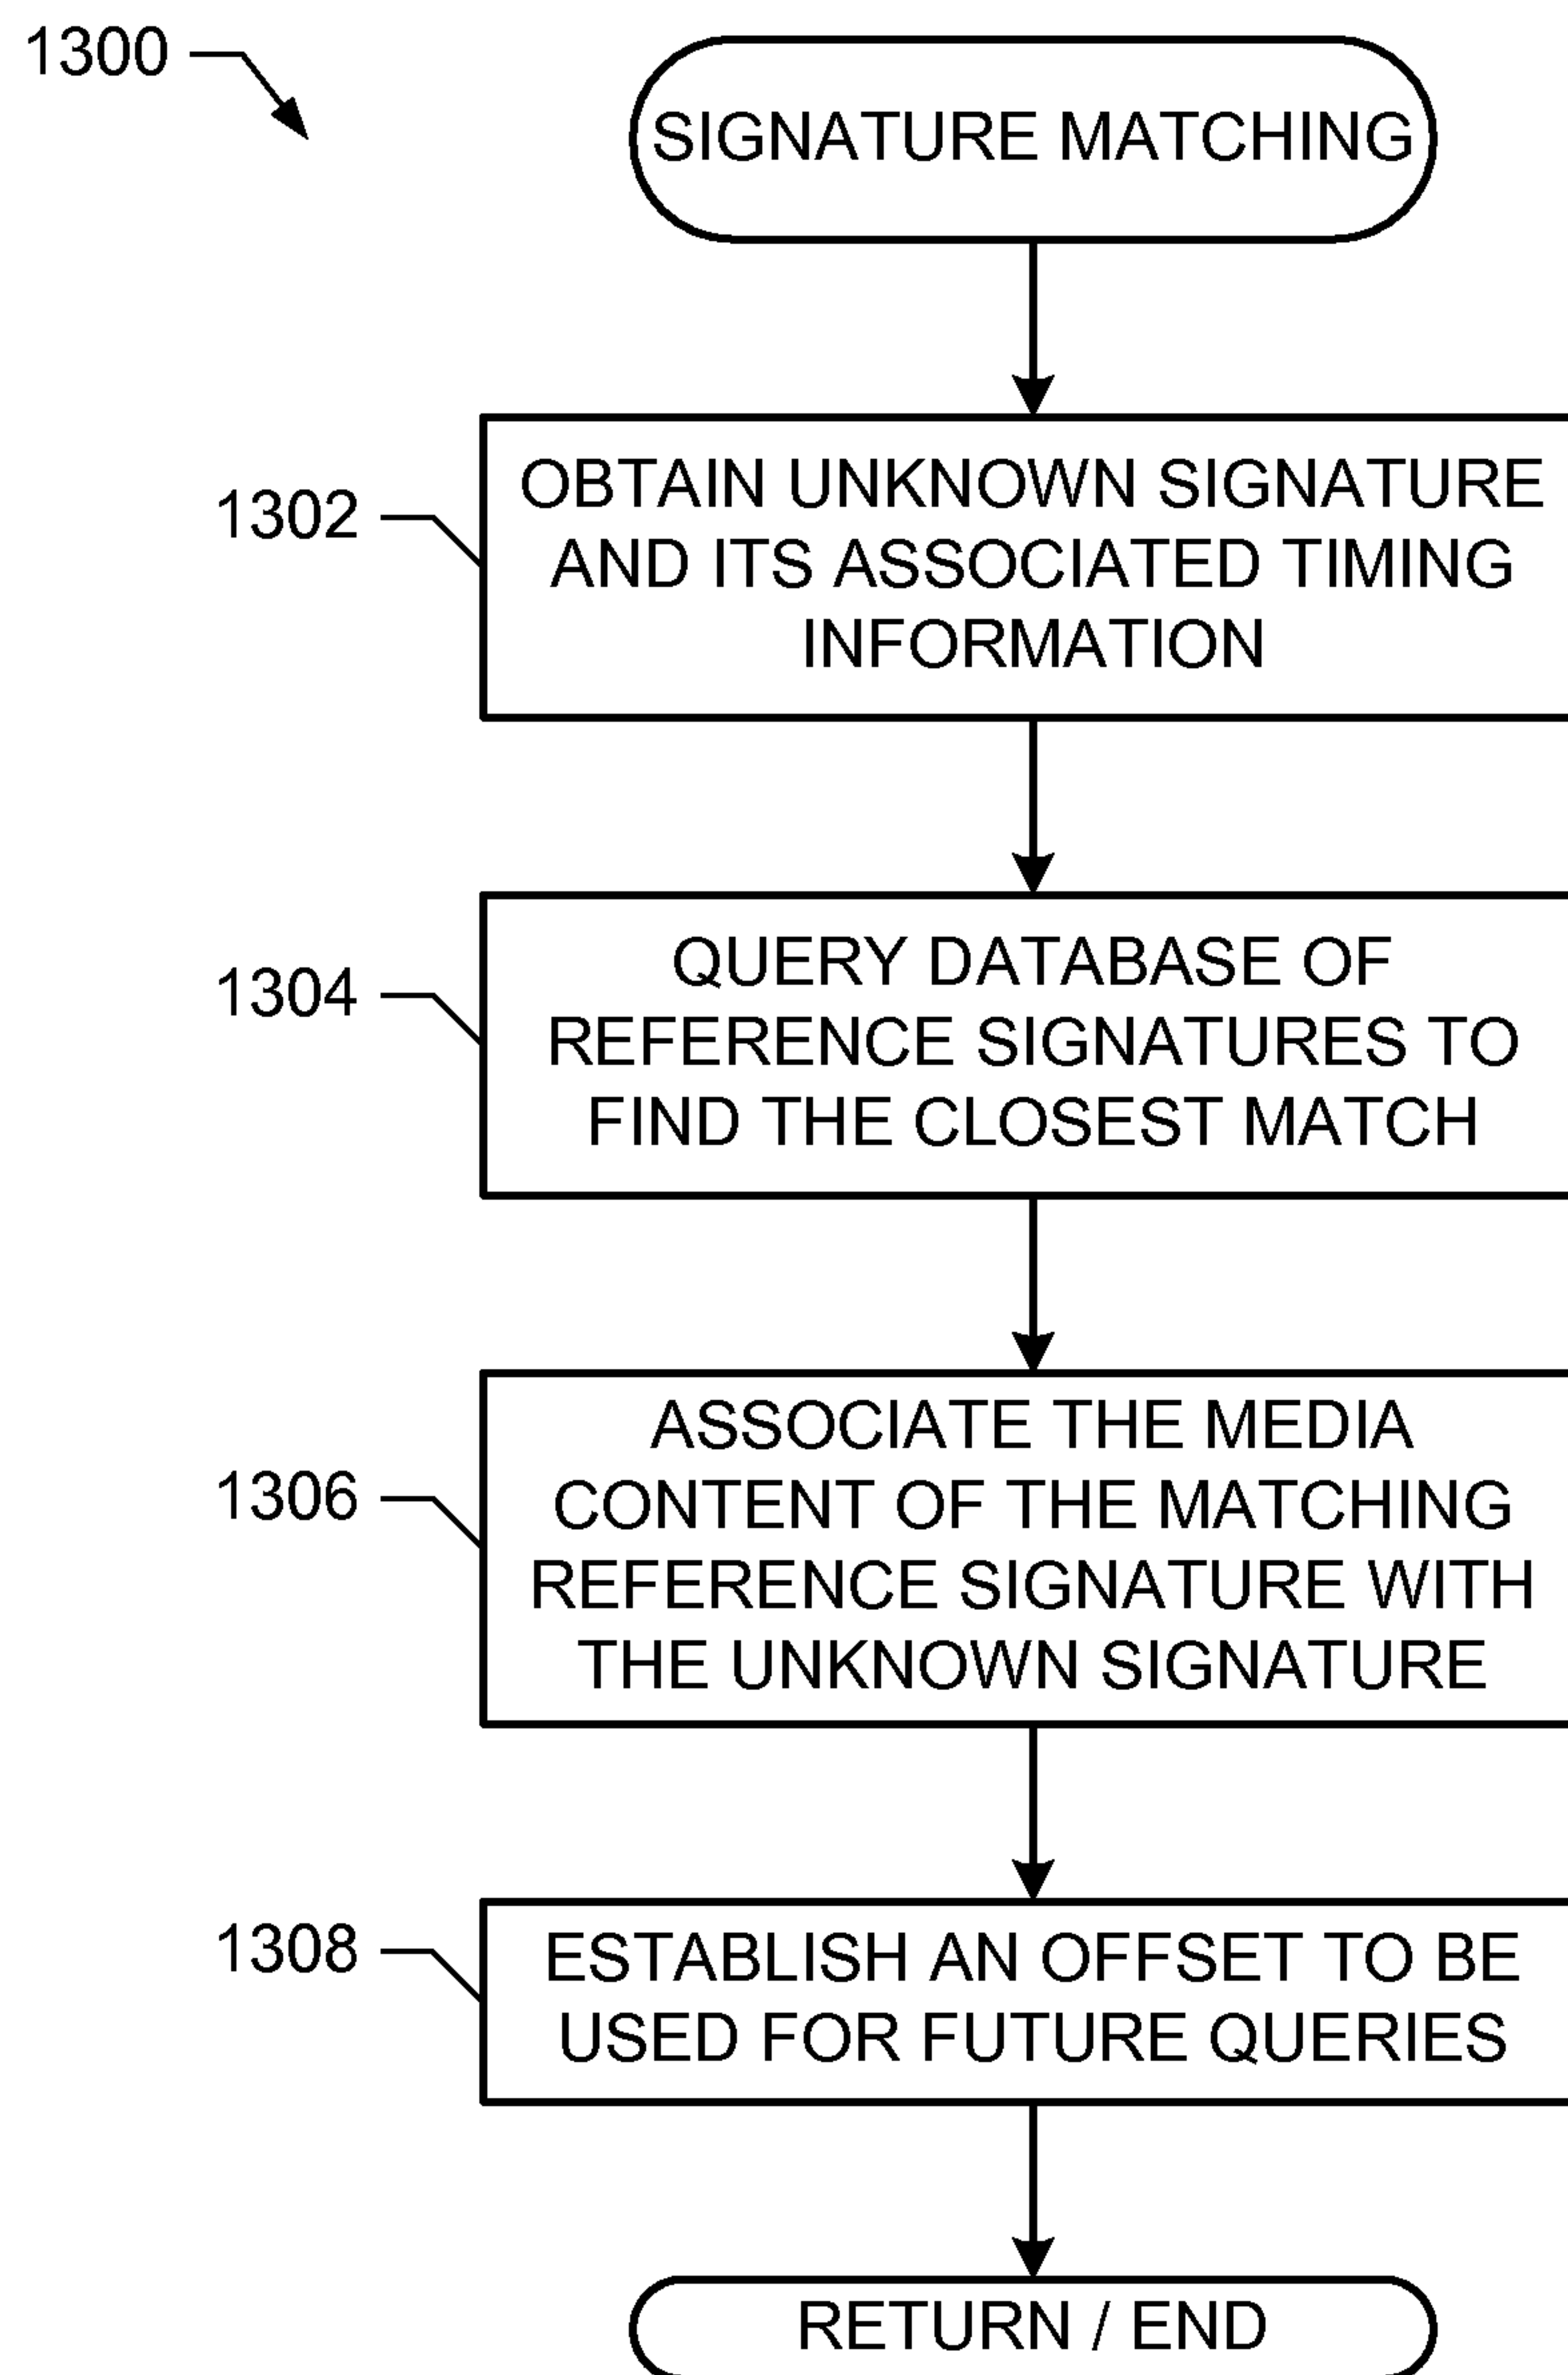 1300
SIGNATURE MATCHING
1302
OBTAIN UNKNOWN SIGNATURE
AND ITS ASSOCIATED TIMING
INFORMATION
1304
QUERY DATABASE OF
REFERENCE SIGNATURES TO
FIND THE CLOSEST MATCH
1306
ASSOCIATE THE MEDIA
CONTENT OF THE MATCHING
REFERENCE SIGNATURE WITH
THE UNKNOWN SIGNATURE
1308
ESTABLISH AN OFFSET TO BE
USED FOR FUTURE QUERIES
RETURN / END